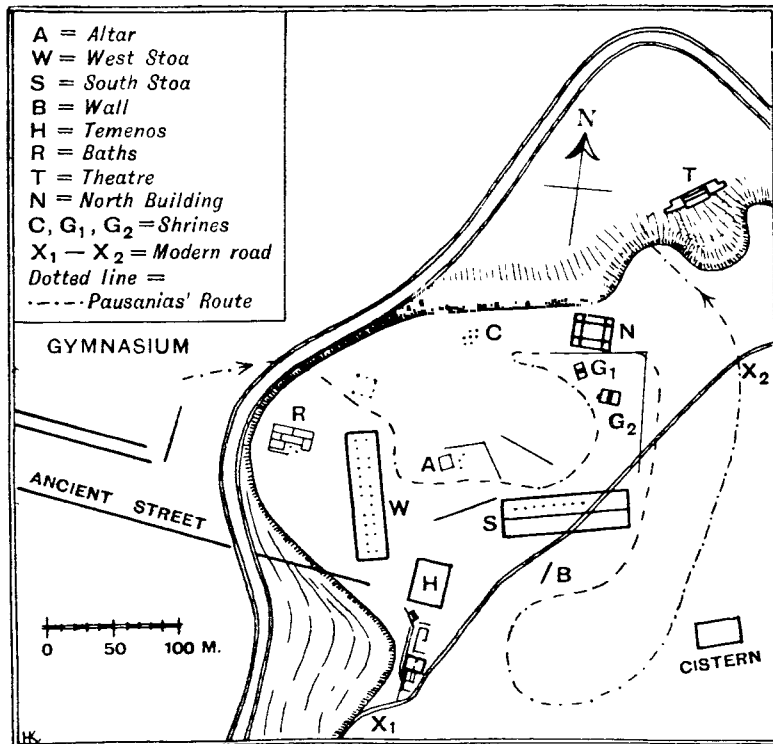 A = Altar
W = West Stoa
S = South Stoa
B = Wall
H = Temenos
R = Baths
T = Theatre
N = North Building
C, G₁, G₂ = Shrines
X₁ – X₂ = Modern road
Dotted line =
Pausanias' Route
N
T
GYMNASIUM
C
N
G₁
X₂
G₂
R
A
ANCIENT STREET
W
S
H
B
0 50 100 M.
CISTERN
X₁
HK